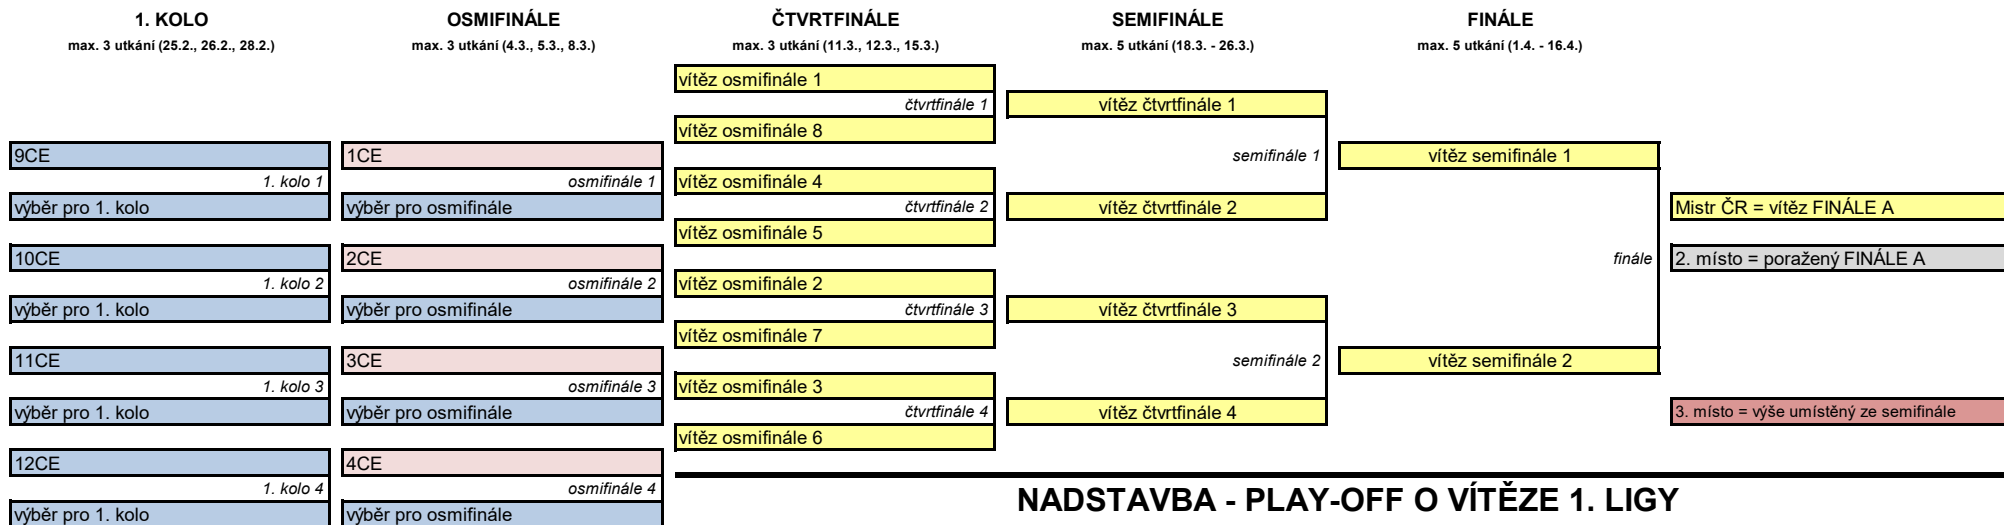 1. KOLO
max. 3 utkání (25.2., 26.2., 28.2.)
OSMIFINÁLE
max. 3 utkání (4.3., 5.3., 8.3.)
ČTVRTFINÁLE
max. 3 utkání (11.3., 12.3., 15.3.)
SEMIFINÁLE
max. 5 utkání (18.3. - 26.3.)
FINÁLE
max. 5 utkání (1.4. - 16.4.)
9CE
1. kolo 1
výběr pro 1. kolo
10CE
1. kolo 2
výběr pro 1. kolo
11CE
1. kolo 3
výběr pro 1. kolo
12CE
1. kolo 4
výběr pro 1. kolo
1CE
osmifinále 1
výběr pro osmifinále
2CE
osmifinále 2
výběr pro osmifinále
3CE
osmifinále 3
výběr pro osmifinále
4CE
osmifinále 4
výběr pro osmifinále
vítěz osmifinále 1
čtvrtfinále 1
vítěz osmifinále 8
vítěz osmifinále 4
čtvrtfinále 2
vítěz osmifinále 5
vítěz osmifinále 2
čtvrtfinále 3
vítěz osmifinále 7
vítěz osmifinále 3
čtvrtfinále 4
vítěz osmifinále 6
vítěz čtvrtfinále 1
semifinále 1
vítěz čtvrtfinále 2
vítěz čtvrtfinále 3
semifinále 2
vítěz čtvrtfinále 4
vítěz semifinále 1
finále
vítěz semifinále 2
Mistr ČR = vítěz FINÁLE A
2. místo = poražený FINÁLE A
3. místo = výše umístěný ze semifinále
NADSTAVBA - PLAY-OFF O VÍTĚZE 1. LIGY